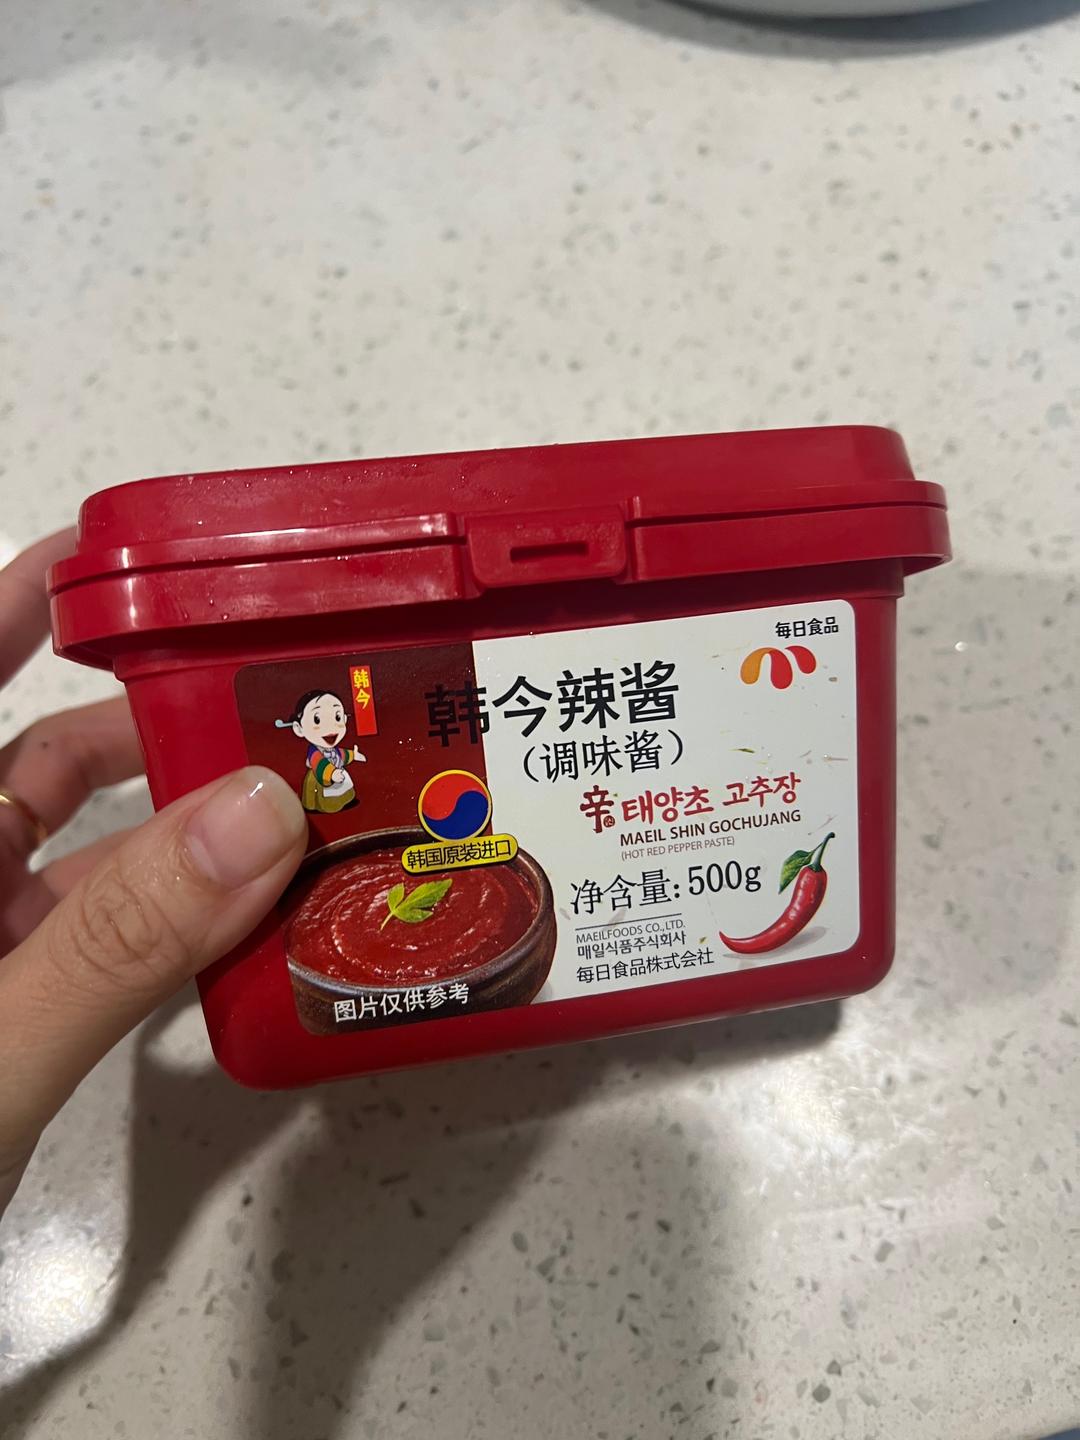 每日食品
韩今
韩今辣酱
（调味酱）
辛 태양초 고추장
MAEIL SHIN GOCHUJANG
(HOT RED PEPPER PASTE)
韩国原装进口
净含量:500g
MAEILFOODS CO.,LTD.
매일식품주식회사
每日食品株式会社
图片仅供参考